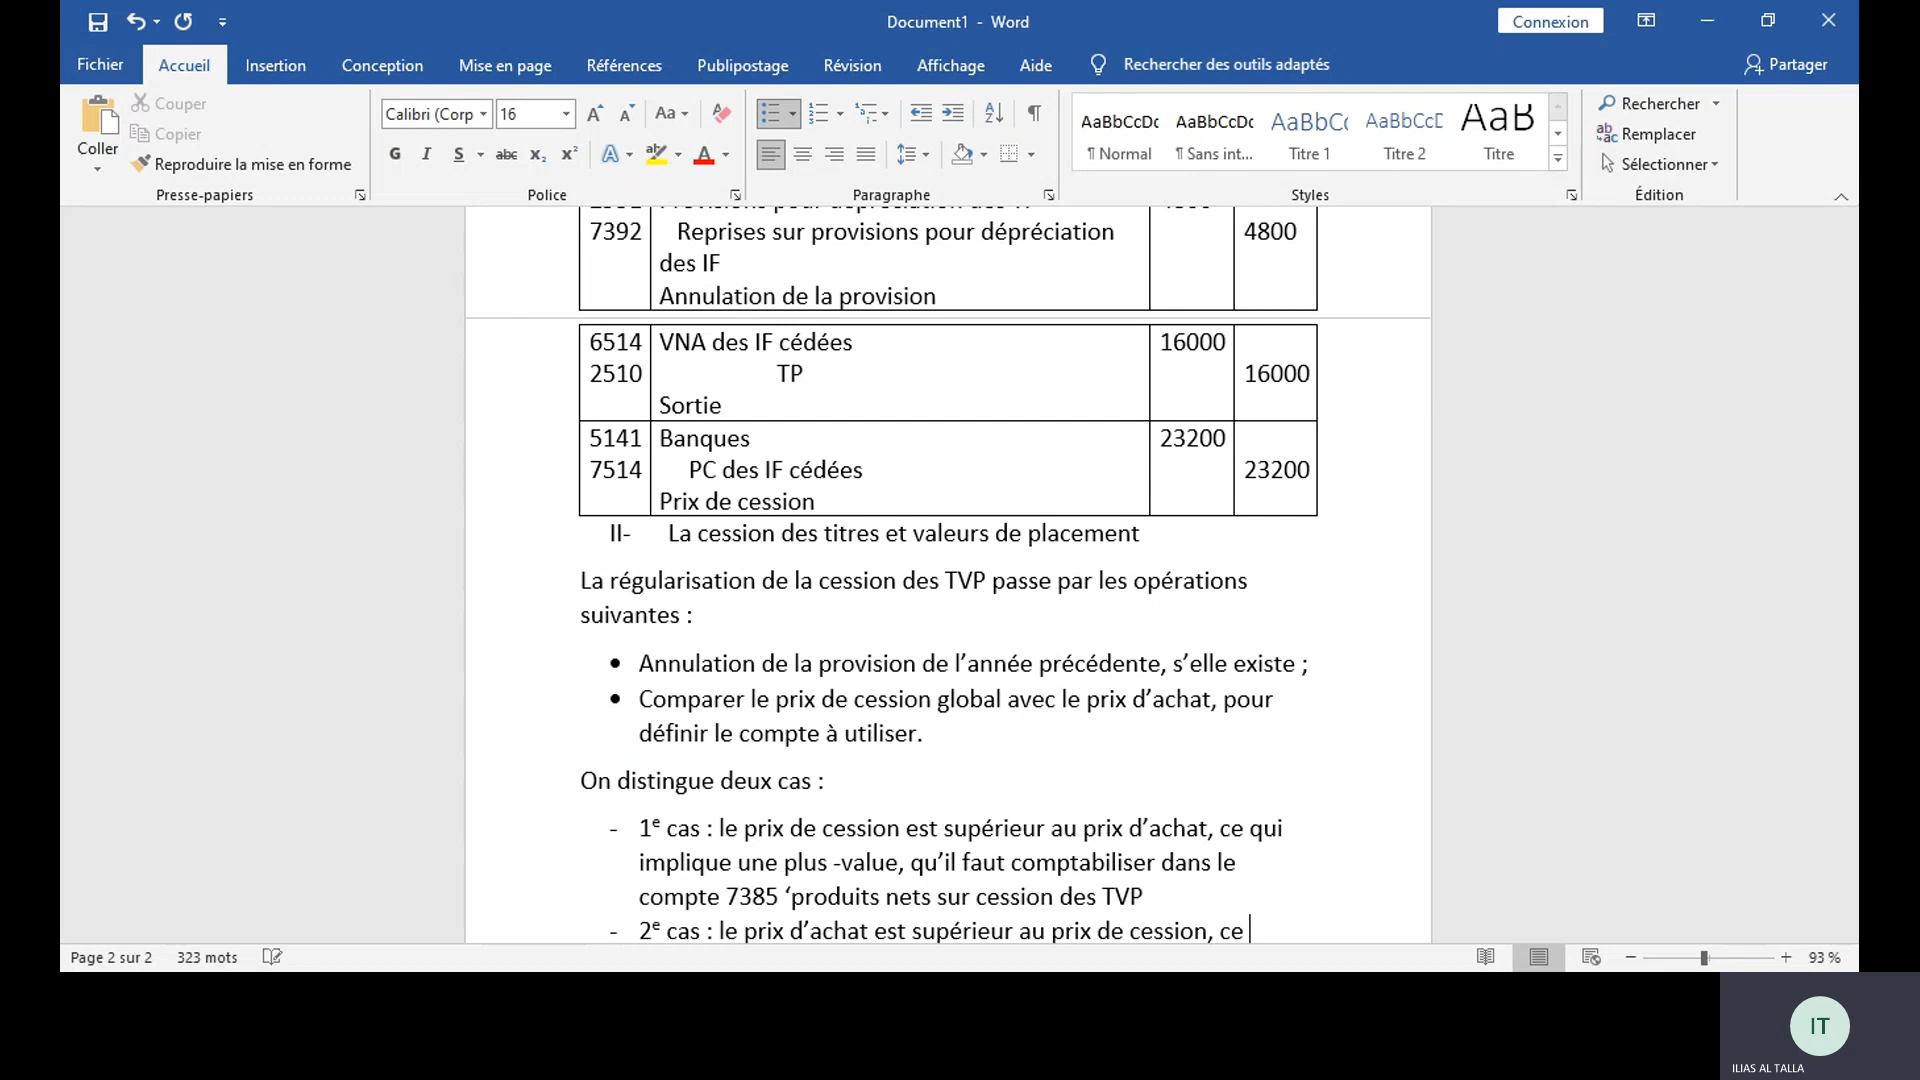 Document1 - Word
Connexion
Fichier Accueil Insertion Conception Mise en page Références Publipostage Révision Affichage Aide Rechercher des outils adaptés Partager
Coller
Couper
Copier
Reproduire la mise en forme
Presse-papiers
Calibri (Corp 16
Police
Paragraphe
AaBbCcDc AaBbCcDc AaBbC AaBbCcD AaB
¶ Normal ¶ Sans int... Titre 1 Titre 2 Titre
Styles
Rechercher
Remplacer
Sélectionner
Édition
7392 Reprises sur provisions pour dépréciation 4800
des IF
Annulation de la provision
6514 VNA des IF cédées 16000
2510 TP 16000
Sortie
5141 Banques 23200
7514 PC des IF cédées 23200
Prix de cession
II- La cession des titres et valeurs de placement
La régularisation de la cession des TVP passe par les opérations
suivantes :
• Annulation de la provision de l’année précédente, s’elle existe ;
• Comparer le prix de cession global avec le prix d’achat, pour
définir le compte à utiliser.
On distingue deux cas :
- 1e cas : le prix de cession est supérieur au prix d’achat, ce qui
implique une plus -value, qu’il faut comptabiliser dans le
compte 7385 ‘produits nets sur cession des TVP
- 2e cas : le prix d’achat est supérieur au prix de cession, ce
Page 2 sur 2 323 mots 93 %
IT
ILIAS AL TALLA